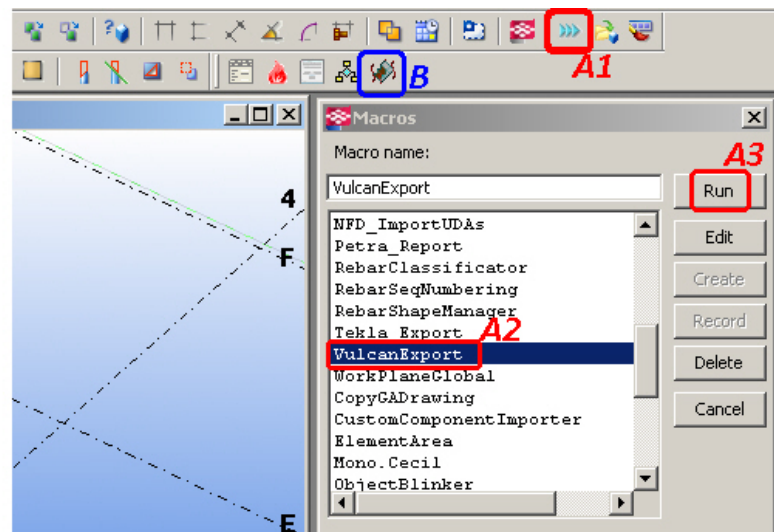 A1
B
Macros
Macro name:
A3
VulcanExport
Run
4
NFD_ImportUDAs
Petra_Report
Edit
F
RebarClassificator
RebarSeqNumbering
Create
RebarShapeManager
Tekla_Export
A2
Record
VulcanExport
WorkPlaneGlobal
Delete
CopyGADrawing
CustomComponentImporter
Cancel
ElementArea
Mono.Cecil
ObjectBlinker
E